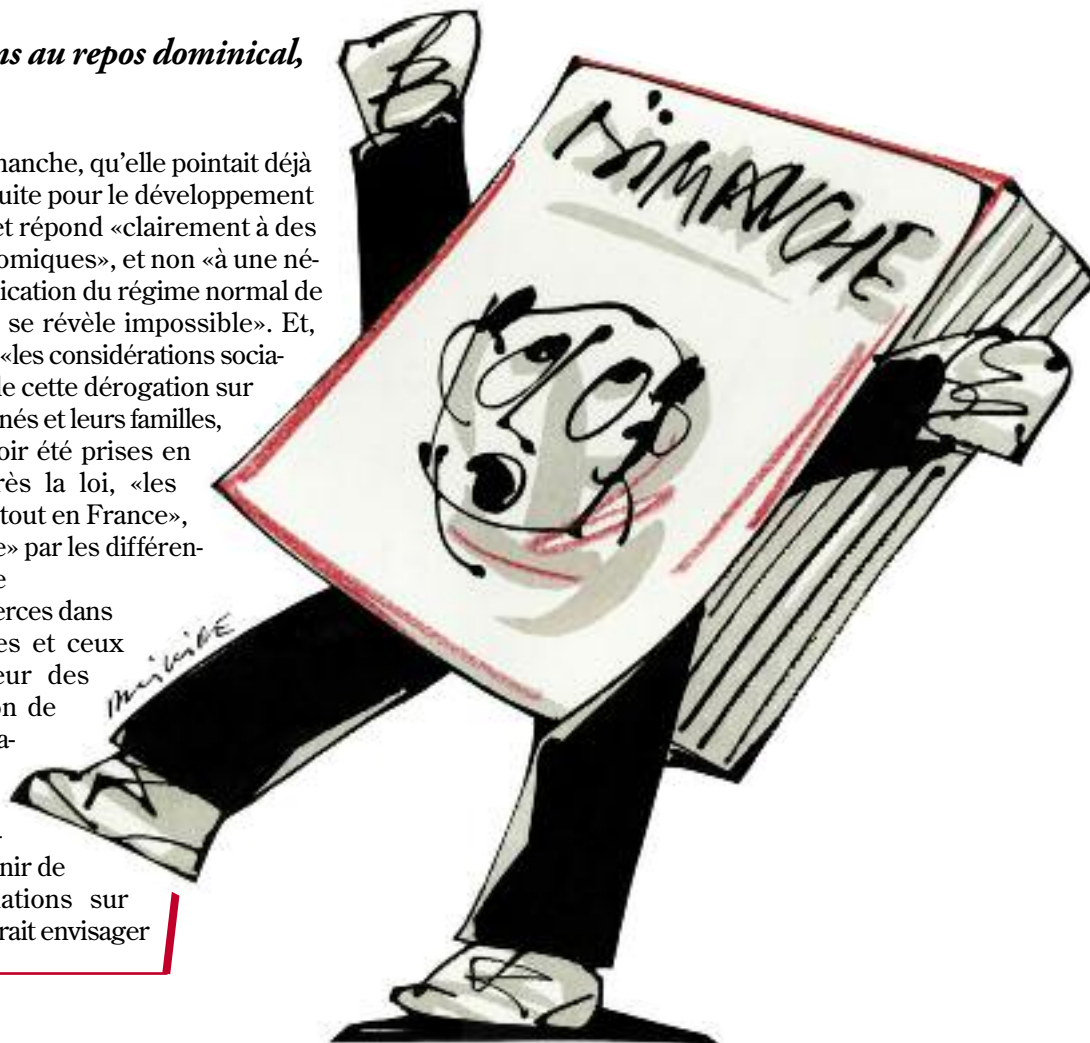 ns au repos dominical,
manche, qu'elle pointait déjà
uite pour le développement
et répond «clairement à des
omiques», et non «à une né-
ication du régime normal de
se révèle impossible». Et,
«les considérations socia-
le cette dérogation sur
nés et leurs familles,
oir été prises en
rès la loi, «les
tout en France»,
e» par les différen-
e
erces dans
es et ceux
eur des
on de
a-
-
nir de
ations sur
rait envisager
DIMANCHE